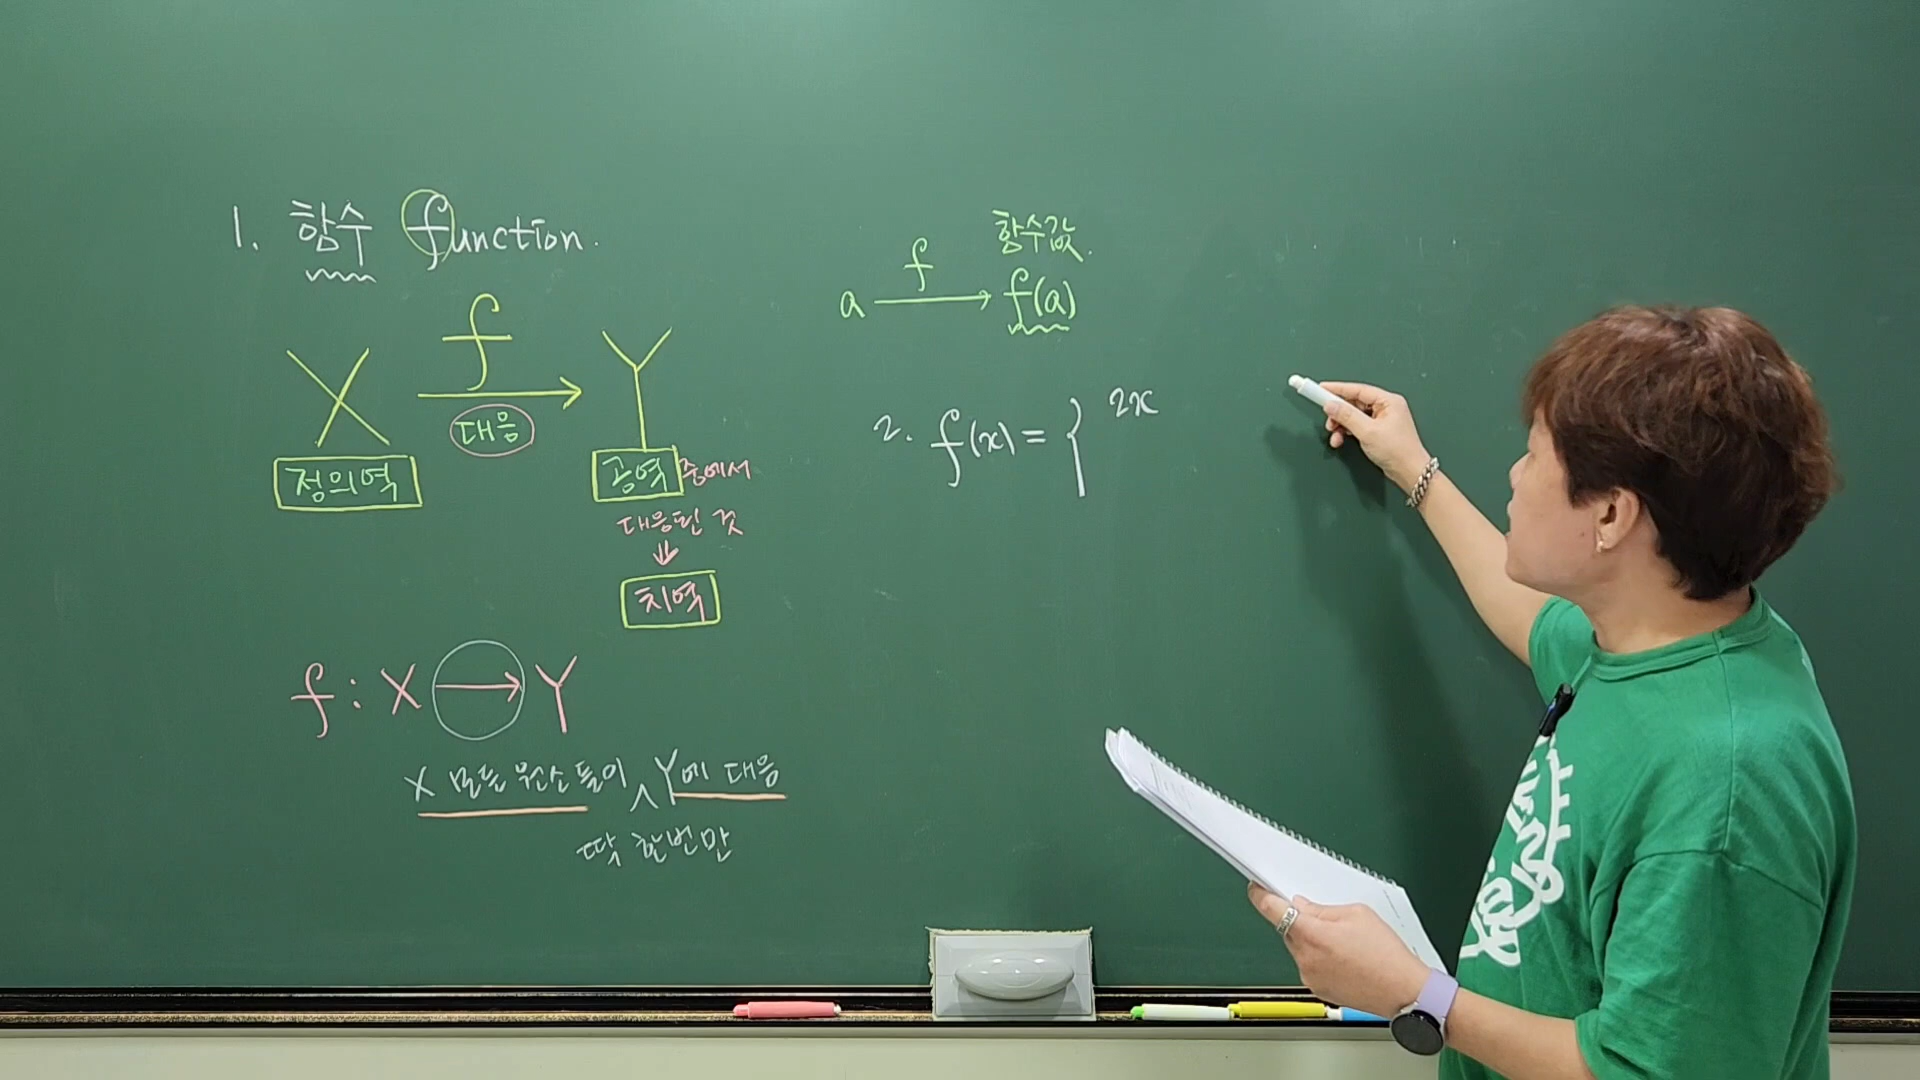 1. 함수 function.
f
X → Y
대응
정의역 공역 중에서
대응된 것
⇓
치역
f : X → Y
X 모든 원소들이 ∧ Y에 대응
딱 한번만
함수값.
f
a → f(a)
2. f(x) = { 2x